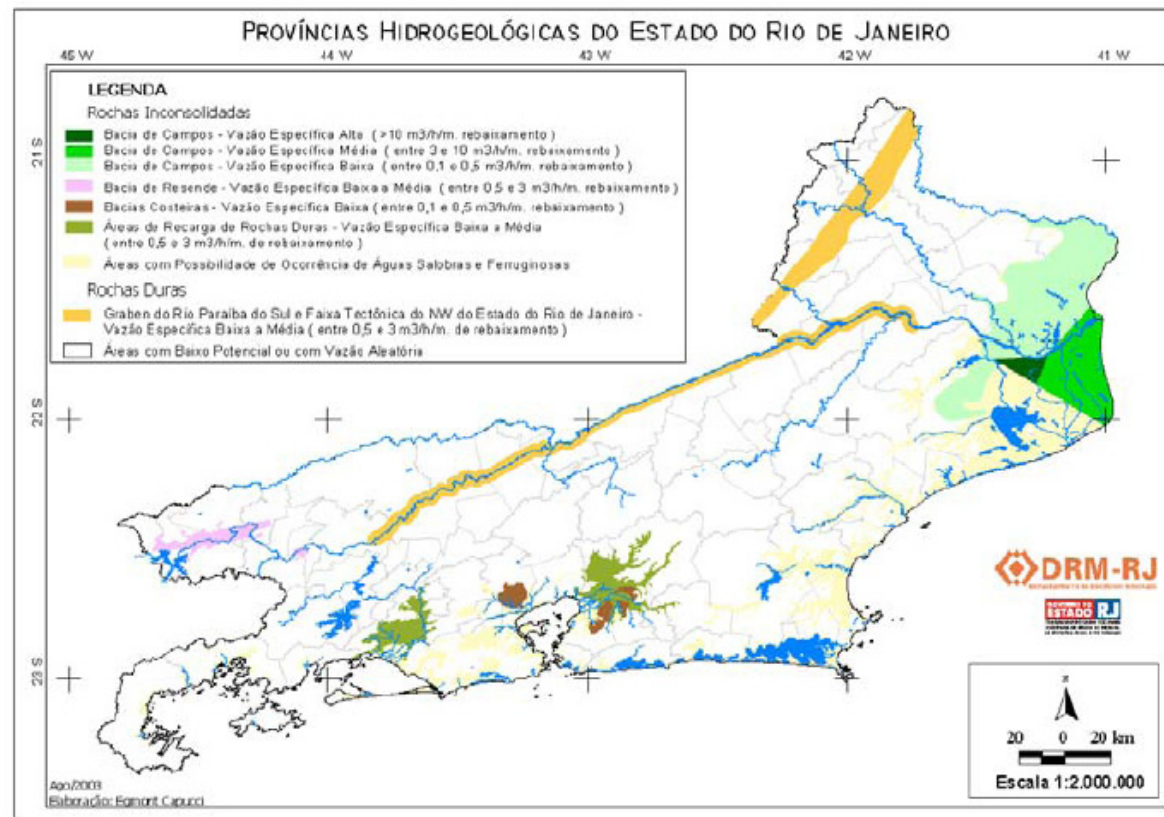 PROVÍNCIAS HIDROGEOLÓGICAS DO ESTADO DO RIO DE JANEIRO
45 W
44 W
43 W
42 W
41 W
LEGENDA
Rochas Inconsolidadas
Bacia de Campos - Vazão Específica Alta ( >10 m3/h/m. rebaixamento )
Bacia de Campos - Vazão Específica Média ( entre 3 e 10 m3/h/m. rebaixamento )
Bacia de Campos - Vazão Específica Baixa ( entre 0,1 e 0,5 m3/h/m. rebaixamento )
Bacia de Resende - Vazão Específica Baixa a Média ( entre 0,5 e 3 m3/h/m. rebaixamento )
Bacias Costeiras - Vazão Específica Baixa ( entre 0,1 e 0,5 m3/h/m. rebaixamento )
Áreas de Recarga de Rochas Duras - Vazão Específica Baixa a Média
( entre 0,5 e 3 m3/h/m. de rebaixamento )
Áreas com Possibilidade de Ocorrência de Águas Salobras e Ferruginosas
Rochas Duras
Graben do Rio Paraíba do Sul e Faixa Tectônica do NW do Estado do Rio de Janeiro -
Vazão Específica Baixa a Média ( entre 0,5 e 3 m3/h/m. de rebaixamento )
Áreas com Baixo Potencial ou com Vazão Aleatória
21 S
22 S
23 S
DRM-RJ
GOVERNO DO
ESTADO RJ
N
20 0 20 km
Escala 1:2.000.000
Ago/2003
Elaboração: Egmont Capucci